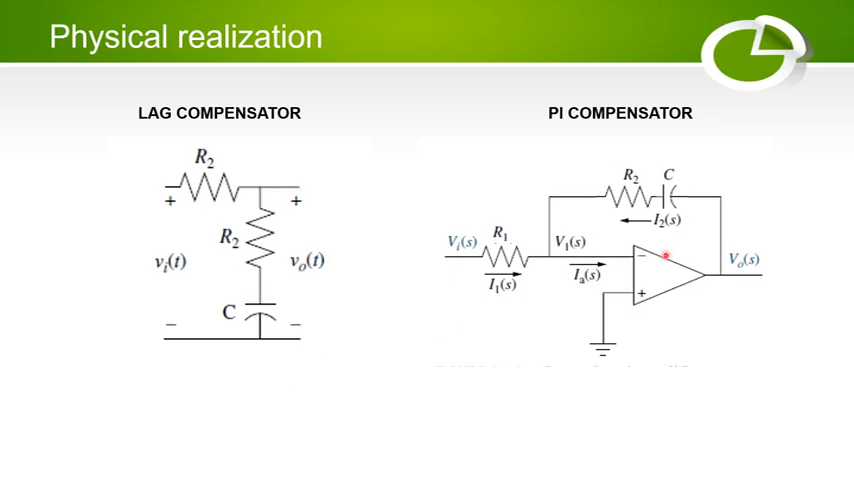 Physical realization
LAG COMPENSATOR
R₂
+
+
R₂
vᵢ(t)
vₒ(t)
C
−
−
PI COMPENSATOR
R₂
C
I₂(s)
Vᵢ(s)
R₁
V₁(s)
I₁(s)
Iₐ(s)
−
+
Vₒ(s)